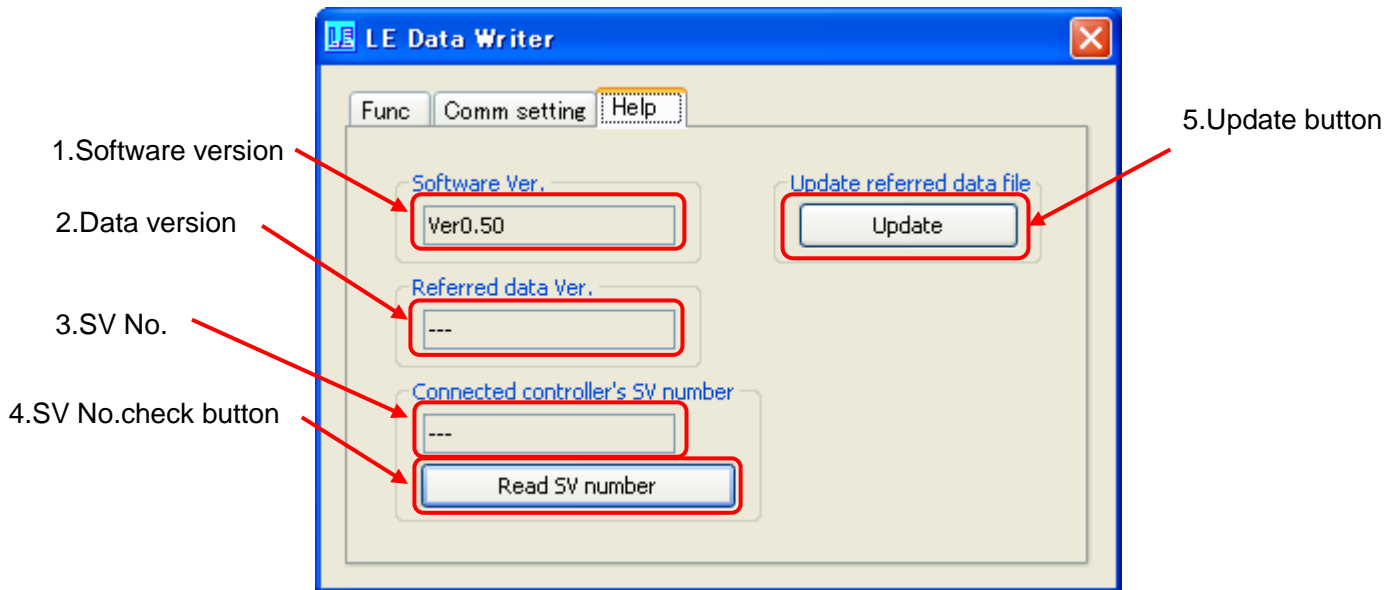 LE Data Writer
Func
Comm setting
Help
5.Update button
1.Software version
Software Ver.
Update referred data file
Ver0.50
Update
2.Data version
Referred data Ver.
---
3.SV No.
Connected controller's SV number
---
4.SV No.check button
Read SV number